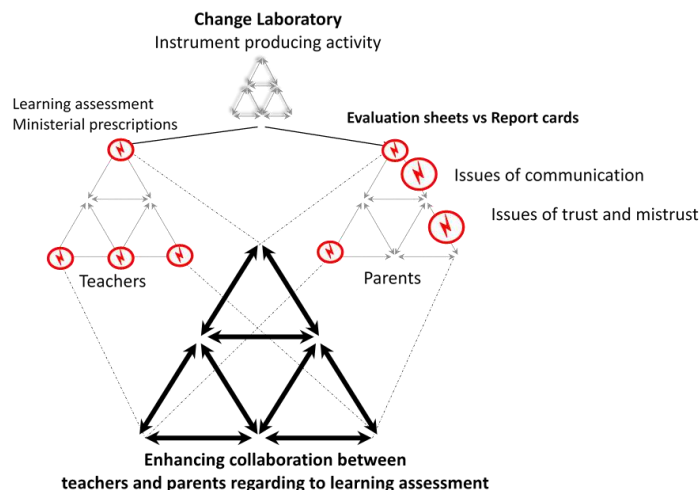 Change Laboratory
Instrument producing activity
Learning assessment
Ministerial prescriptions
Evaluation sheets vs Report cards
Issues of communication
Issues of trust and mistrust
Teachers
Parents
Enhancing collaboration between
teachers and parents regarding to learning assessment